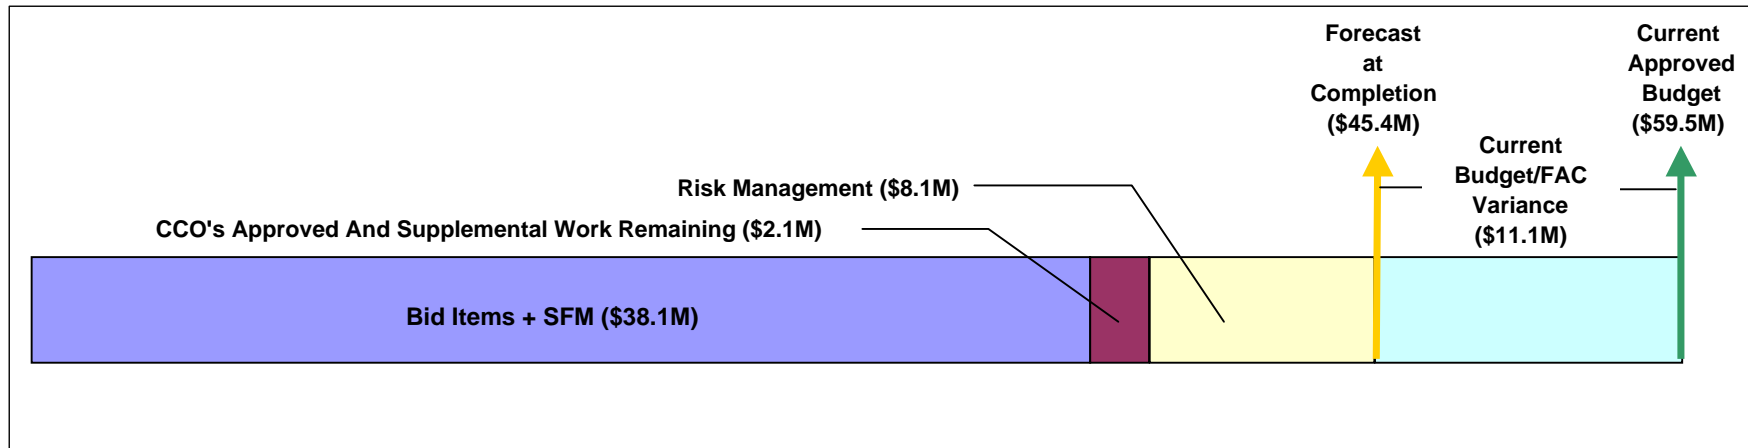 Forecast
at
Completion
($45.4M)
Current
Approved
Budget
($59.5M)
Current
Budget/FAC
Variance
($11.1M)
Risk Management ($8.1M)
CCO's Approved And Supplemental Work Remaining ($2.1M)
Bid Items + SFM ($38.1M)